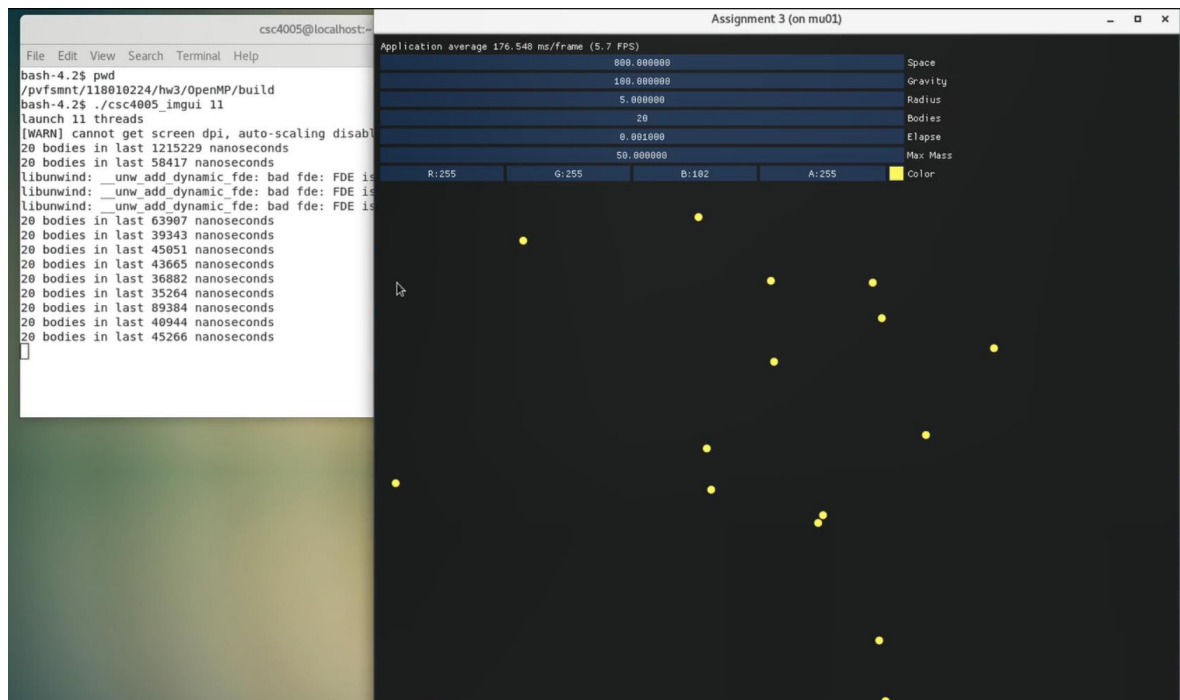 csc4005@localhost:~
File Edit View Search Terminal Help
bash-4.2$ pwd
/pvfsmnt/118010224/hw3/OpenMP/build
bash-4.2$ ./csc4005_imgui 11
launch 11 threads
[WARN] cannot get screen dpi, auto-scaling disabl
20 bodies in last 1215229 nanoseconds
20 bodies in last 58417 nanoseconds
libunwind: __unw_add_dynamic_fde: bad fde: FDE is
libunwind: __unw_add_dynamic_fde: bad fde: FDE is
libunwind: __unw_add_dynamic_fde: bad fde: FDE is
20 bodies in last 63907 nanoseconds
20 bodies in last 39343 nanoseconds
20 bodies in last 45051 nanoseconds
20 bodies in last 43665 nanoseconds
20 bodies in last 36882 nanoseconds
20 bodies in last 35264 nanoseconds
20 bodies in last 89384 nanoseconds
20 bodies in last 40944 nanoseconds
20 bodies in last 45266 nanoseconds
Assignment 3 (on mu01)
Application average 176.548 ms/frame (5.7 FPS)
800.000000 Space
100.000000 Gravity
5.000000 Radius
20 Bodies
0.001000 Elapse
50.000000 Max Mass
R:255 G:255 B:102 A:255 Color